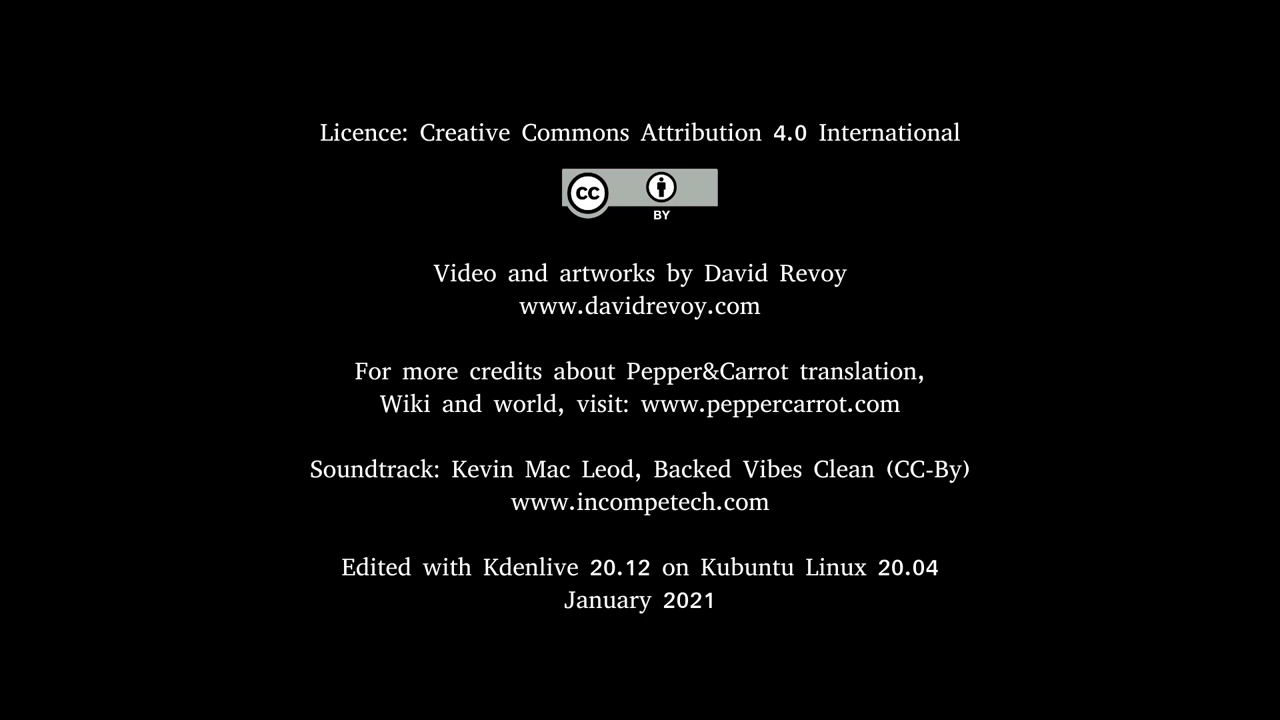 Licence: Creative Commons Attribution 4.0 International
CC
BY
Video and artworks by David Revoy
www.davidrevoy.com
For more credits about Pepper&Carrot translation,
Wiki and world, visit: www.peppercarrot.com
Soundtrack: Kevin Mac Leod, Backed Vibes Clean (CC-By)
www.incompetech.com
Edited with Kdenlive 20.12 on Kubuntu Linux 20.04
January 2021